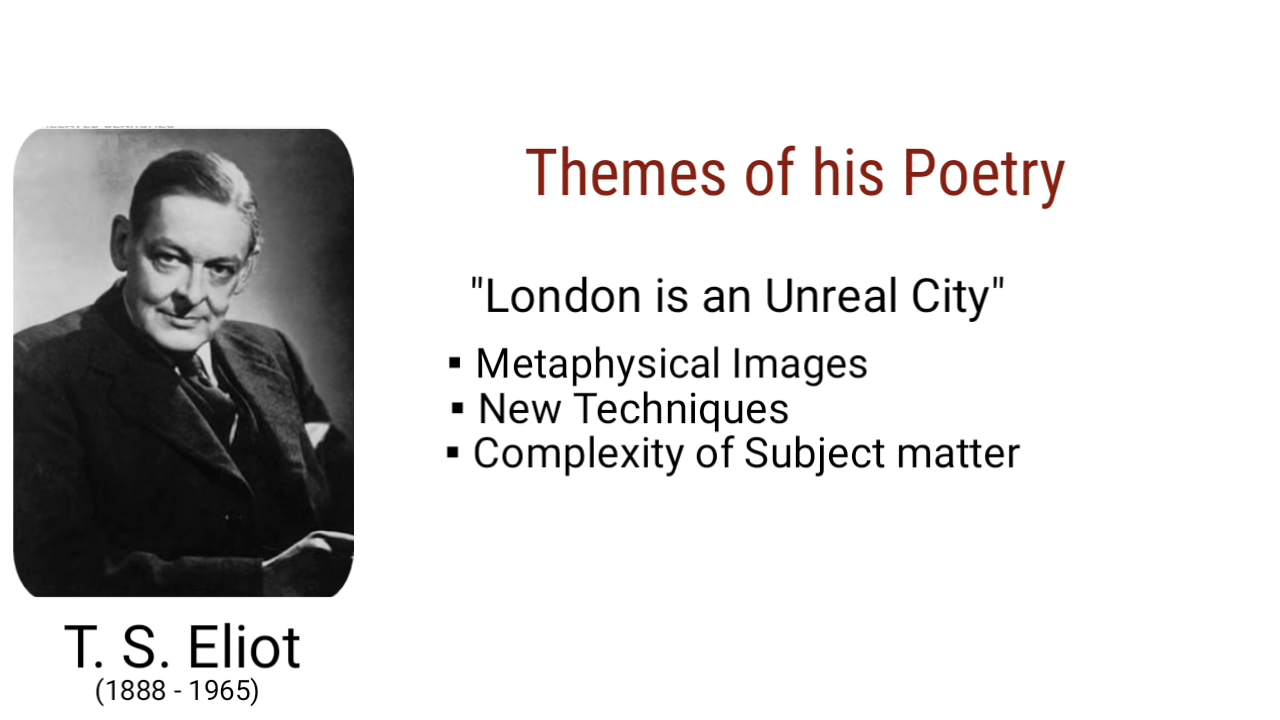 Themes of his Poetry
"London is an Unreal City"
▪ Metaphysical Images
▪ New Techniques
▪ Complexity of Subject matter
T. S. Eliot
(1888 - 1965)